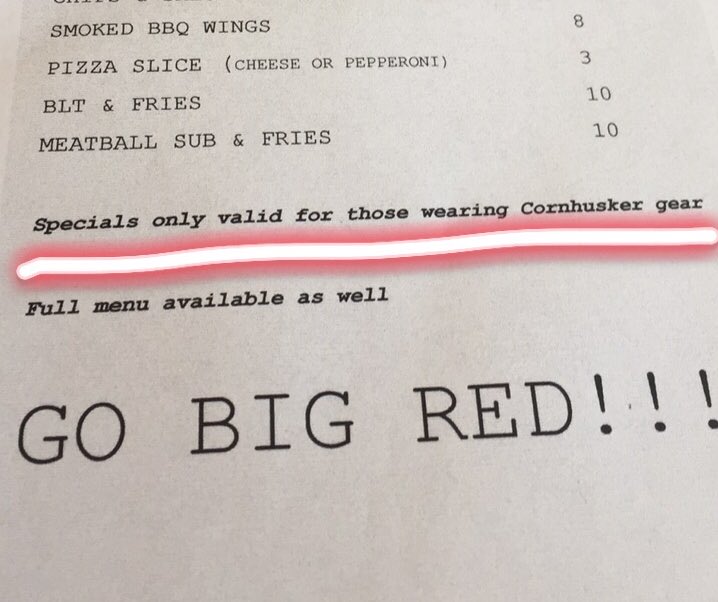 SMOKED BBQ WINGS 8
PIZZA SLICE (CHEESE OR PEPPERONI) 3
BLT & FRIES 10
MEATBALL SUB & FRIES 10
Specials only valid for those wearing Cornhusker gear
Full menu available as well
GO BIG RED!!!